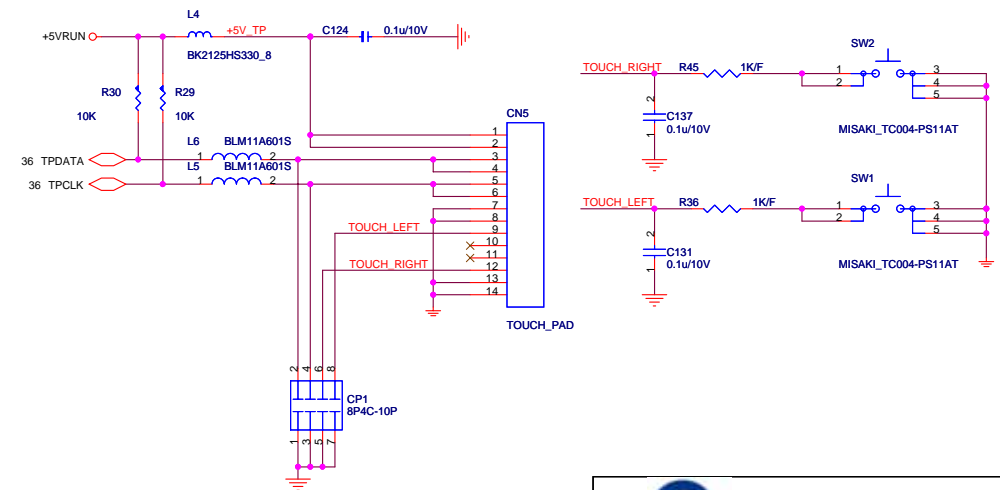 L4
+5VRUN
+5V_TP
C124
0.1u/10V
BK2125HS330_8
R30
R29
10K
10K
L6
BLM11A601S
36 TPDATA
1
2
L5
BLM11A601S
36 TPCLK
1
2
CN5
1
2
3
4
5
6
7
8
9
10
11
12
13
14
TOUCH_LEFT
TOUCH_RIGHT
TOUCH_PAD
2
4
6
8
CP1
8P4C-10P
1
3
5
7
SW2
TOUCH_RIGHT
R45
1K/F
1
2
3
4
5
2
C137
0.1u/10V
1
MISAKI_TC004-PS11AT
SW1
TOUCH_LEFT
R36
1K/F
1
2
3
4
5
2
C131
0.1u/10V
1
MISAKI_TC004-PS11AT